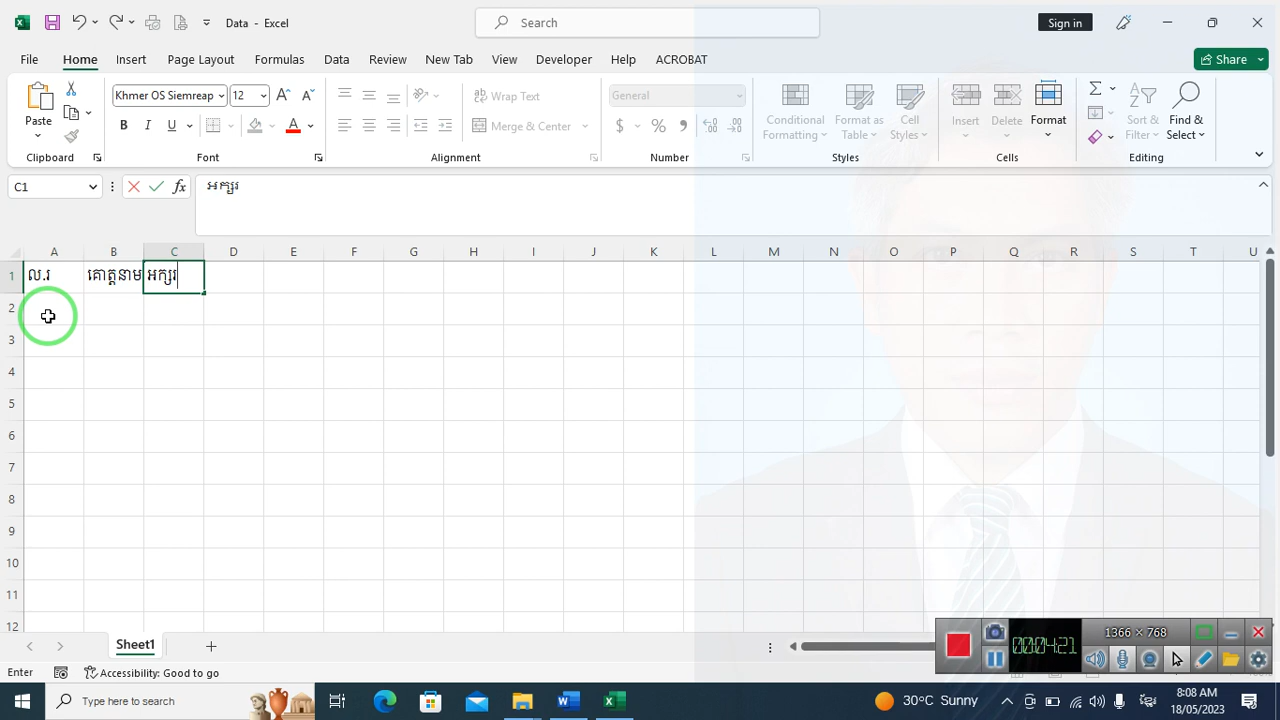 Data - Excel
Search
Sign in
File
Home
Insert
Page Layout
Formulas
Data
Review
View
Developer
New Tab
Help
ACROBAT
Share
Paste
Clipboard
Khmer OS Siemreap
12
B
I
U
Font
Wrap Text
Merge & Center
Alignment
General
$ % 9
Number
Conditional Formatting
Format as Table
Cell Styles
Styles
Insert
Delete
Format
Cells
Sort & Filter
Find & Select
Editing
C1
fx
អក្សរ
A B C D E F G H I J K L M N O P Q R S T U
1 ល.រ គោត្តនាម អក្សរ
2
3
4
5
6
7
8
9
10
11
12
Sheet1
1366 × 768
00:04:21
Enter
Accessibility: Good to go
Type here to search
30°C Sunny
8:08 AM
18/05/2023